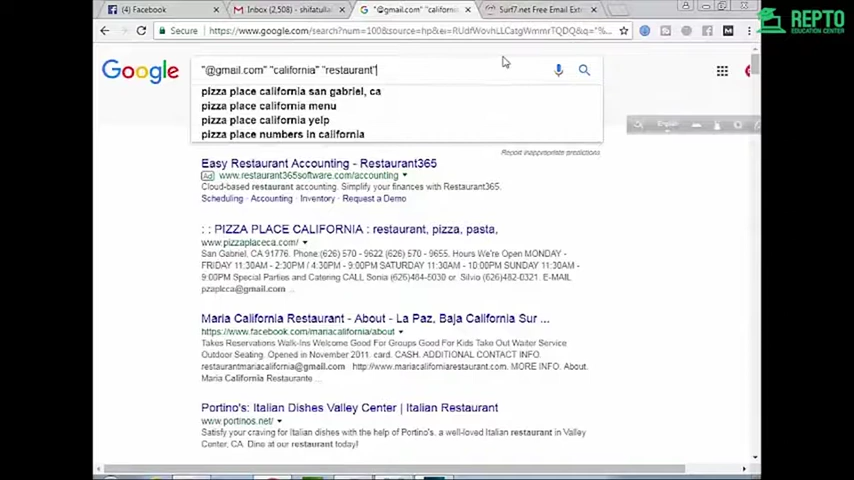 (4) Facebook
Inbox (2,508) - shifatullah
"@gmail.com" "californi
Surf7.net Free Email Ext
REPTO
EDUCATION CENTER
Secure
https://www.google.com/search?num=100&source=hp&ei=
Google
"@gmail.com" "california" "restaurant"
pizza place california san gabriel, ca
pizza place california menu
pizza place california yelp
pizza place numbers in california
English
Report inappropriate predictions
Easy Restaurant Accounting - Restaurant365
Ad www.restaurant365software.com/accounting
Cloud-based restaurant accounting. Simplify your finances with Restaurant365.
Scheduling · Accounting · Inventory · Request a Demo
: : PIZZA PLACE CALIFORNIA : restaurant, pizza, pasta,
www.pizzaplaceca.com/
San Gabriel, CA 91776. Phone:(626) 570 - 9622 (626) 570 - 9655. Hours We're Open MONDAY -
FRIDAY 11:30AM - 2:30PM / 4:30PM - 9:00PM SATURDAY 11:30AM - 10:00PM SUNDAY 11:30AM -
9:00PM Special Parties and Catering CALL Sonia (626)484-5030 or. Silvio (626)482-0321. E-MAIL
pzaplcca@gmail.com ...
Maria California Restaurant - About - La Paz, Baja California Sur ...
https://www.facebook.com/mariacalifornia/about
Takes Reservations Walk-Ins Welcome Good For Groups Good For Kids Take Out Waiter Service
Outdoor Seating. Opened in November 2011. card. CASH. ADDITIONAL CONTACT INFO.
restaurantmariacalifornia@gmail.com · http://www.mariacaliforniarestaurant.com. MORE INFO. About.
Maria California Restaurante ...
Portino's: Italian Dishes Valley Center | Italian Restaurant
www.portinos.net/
Satisfy your craving for Italian dishes with the help of Portino's, a well-loved Italian restaurant in Valley
Center, CA. Dine at our restaurant today!